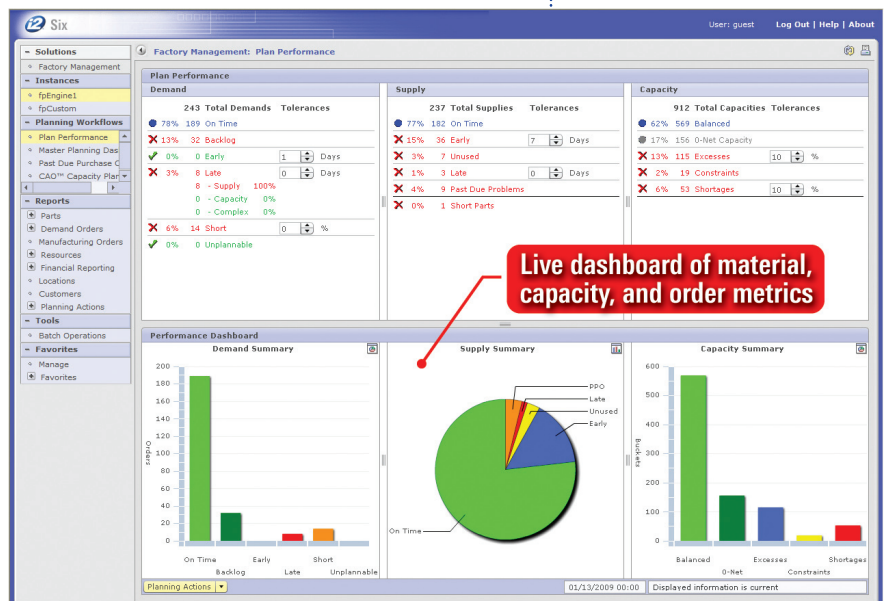 i2 Six
User: guest Log Out | Help | About
- Solutions
Factory Management
- Instances
fpEngine1
fpCustom
- Planning Workflows
Plan Performance
Master Planning Das
Past Due Purchase C
CAO™ Capacity Plar
- Reports
+ Parts
+ Demand Orders
Manufacturing Orders
+ Resources
+ Financial Reporting
Locations
Customers
+ Planning Actions
- Tools
Batch Operations
- Favorites
Manage
+ Favorites
Factory Management: Plan Performance
Plan Performance
Demand
243 Total Demands Tolerances
78% 189 On Time
13% 32 Backlog
0% 0 Early 1 Days
3% 8 Late 0 Days
8 - Supply 100%
0 - Capacity 0%
0 - Complex 0%
6% 14 Short 0 %
0% 0 Unplannable
Supply
237 Total Supplies Tolerances
77% 182 On Time
15% 36 Early 7 Days
3% 7 Unused
1% 3 Late 0 Days
4% 9 Past Due Problems
0% 1 Short Parts
Capacity
912 Total Capacities Tolerances
62% 569 Balanced
17% 156 0-Net Capacity
13% 115 Excesses 10 %
2% 19 Constraints
6% 53 Shortages 10 %
Live dashboard of material,
capacity, and order metrics
Performance Dashboard
Demand Summary
200
180
160
140
120
100
80
60
40
20
0
Orders
On Time Early Short
Backlog Late Unplannable
Supply Summary
PPO
Late
Unused
Early
On Time
Capacity Summary
600
500
400
300
200
100
0
Buckets
Balanced Excesses Shortages
0-Net Constraints
Planning Actions
01/13/2009 00:00 Displayed information is current